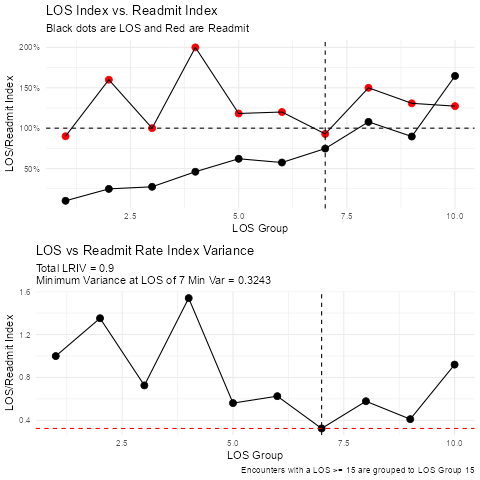 LOS Index vs. Readmit Index
Black dots are LOS and Red are Readmit
200%
150%
100%
50%
LOS/Readmit Index
2.5 5.0 7.5 10.0
LOS Group
LOS vs Readmit Rate Index Variance
Total LRIV = 0.9
Minimum Variance at LOS of 7 Min Var = 0.3243
1.6
1.2
0.8
0.4
LOS/Readmit Index
2.5 5.0 7.5 10.0
LOS Group
Encounters with a LOS >= 15 are grouped to LOS Group 15